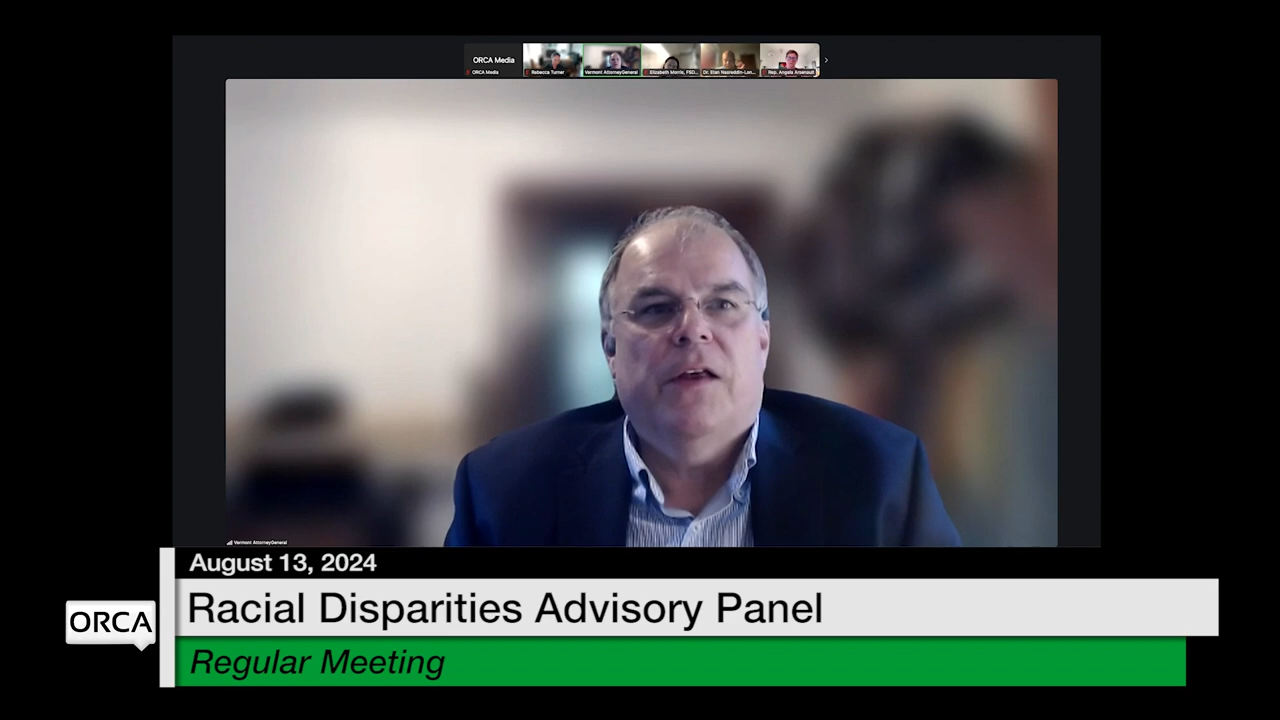 ORCA Media
ORCA Media
Rebecca Turner
Vermont AttorneyGeneral
Elizabeth Morris, FSD...
Dr. Etan Nasreddin-Lon...
Rep. Angela Arsenault
Vermont AttorneyGeneral
August 13, 2024
Racial Disparities Advisory Panel
ORCA
Regular Meeting